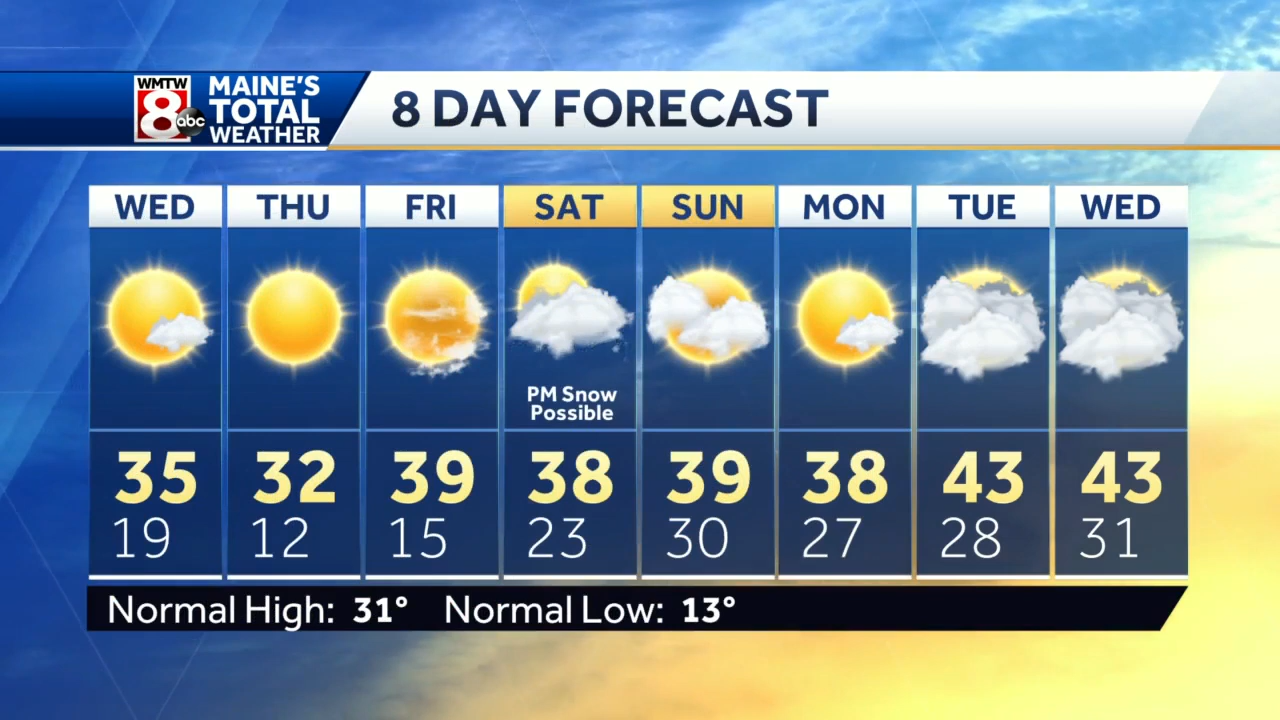 WMTW
8
abc
MAINE'S
TOTAL
WEATHER
8 DAY FORECAST
WED THU FRI SAT SUN MON TUE WED
PM Snow
Possible
35 32 39 38 39 38 43 43
19 12 15 23 30 27 28 31
Normal High: 31° Normal Low: 13°